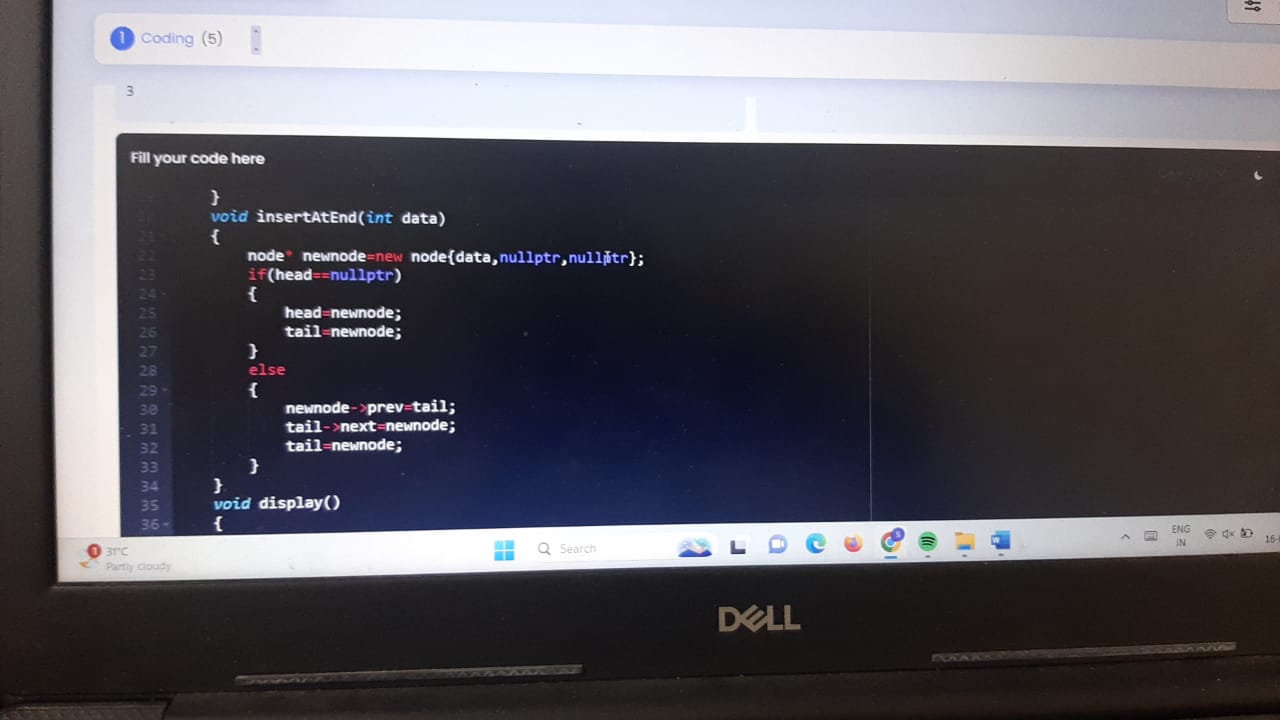 1 Coding (5)
3
Fill your code here
}
void insertAtEnd(int data)
{
22 node* newnode=new node{data,nullptr,nullptr};
23 if(head==nullptr)
24 {
25 head=newnode;
26 tail=newnode;
27 }
28 else
29 {
30 newnode->prev=tail;
31 tail->next=newnode;
32 tail=newnode;
33 }
34 }
35 void display()
36 {
1 31°C
Partly cloudy
Search
5
W
ENG
IN
16-
DELL